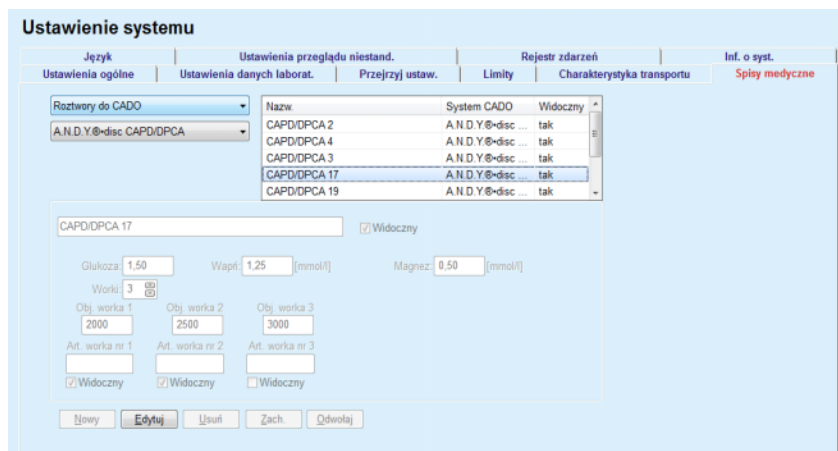 Ustawienie systemu
Język Ustawienia przeglądu niestand. Rejestr zdarzeń Inf. o syst.
Ustawienia ogólne Ustawienia danych laborat. Przejrzyj ustaw. Limity Charakterystyka transportu Spisy medyczne
Roztwory do CADO
A.N.D.Y.®•disc CAPD/DPCA
Nazw. System CADO Widoczny
CAPD/DPCA 2 A.N.D.Y.®•disc ... tak
CAPD/DPCA 4 A.N.D.Y.®•disc ... tak
CAPD/DPCA 3 A.N.D.Y.®•disc ... tak
CAPD/DPCA 17 A.N.D.Y.®•disc ... tak
CAPD/DPCA 19 A.N.D.Y.®•disc ... tak
CAPD/DPCA 17 Widoczny
Glukoza: 1,50 Wapń: 1,25 [mmol/l] Magnez: 0,50 [mmol/l]
Worki: 3
Obj. worka 1 Obj. worka 2 Obj. worka 3
2000 2500 3000
Art. worka nr 1 Art. worka nr 2 Art. worka nr 3
Widoczny Widoczny Widoczny
Nowy Edytuj Usuń Zach. Odwołaj